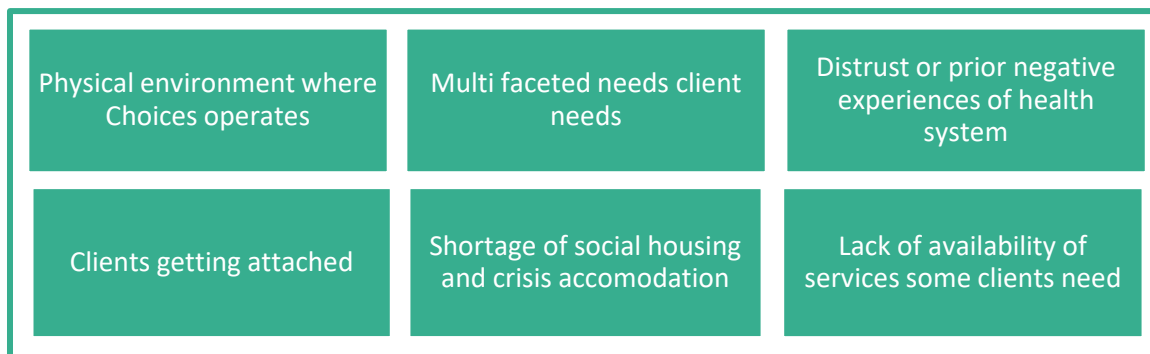 Physical environment where
Choices operates
Multi faceted needs client
needs
Distrust or prior negative
experiences of health
system
Clients getting attached
Shortage of social housing
and crisis accomodation
Lack of availability of
services some clients need